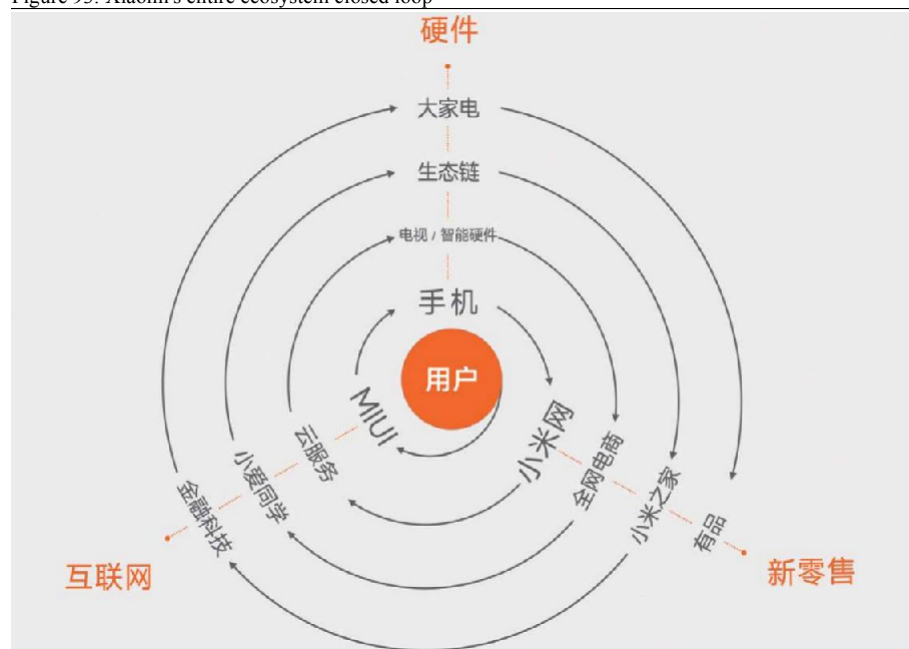 Figure 93: Xiaomi's entire ecosystem closed loop
硬件
大家电
生态链
电视 / 智能硬件
手机
用户
MIUI
云服务
小爱同学
金融科技
互联网
小米网
全网电商
小米之家
有品
新零售